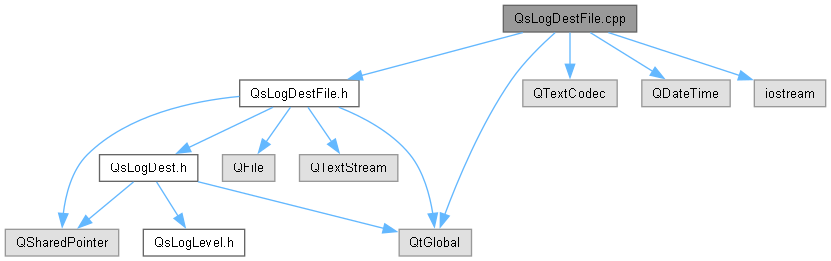 QsLogDestFile.cpp
QsLogDestFile.h
QTextCodec
QDateTime
iostream
QsLogDest.h
QFile
QTextStream
QSharedPointer
QsLogLevel.h
QtGlobal